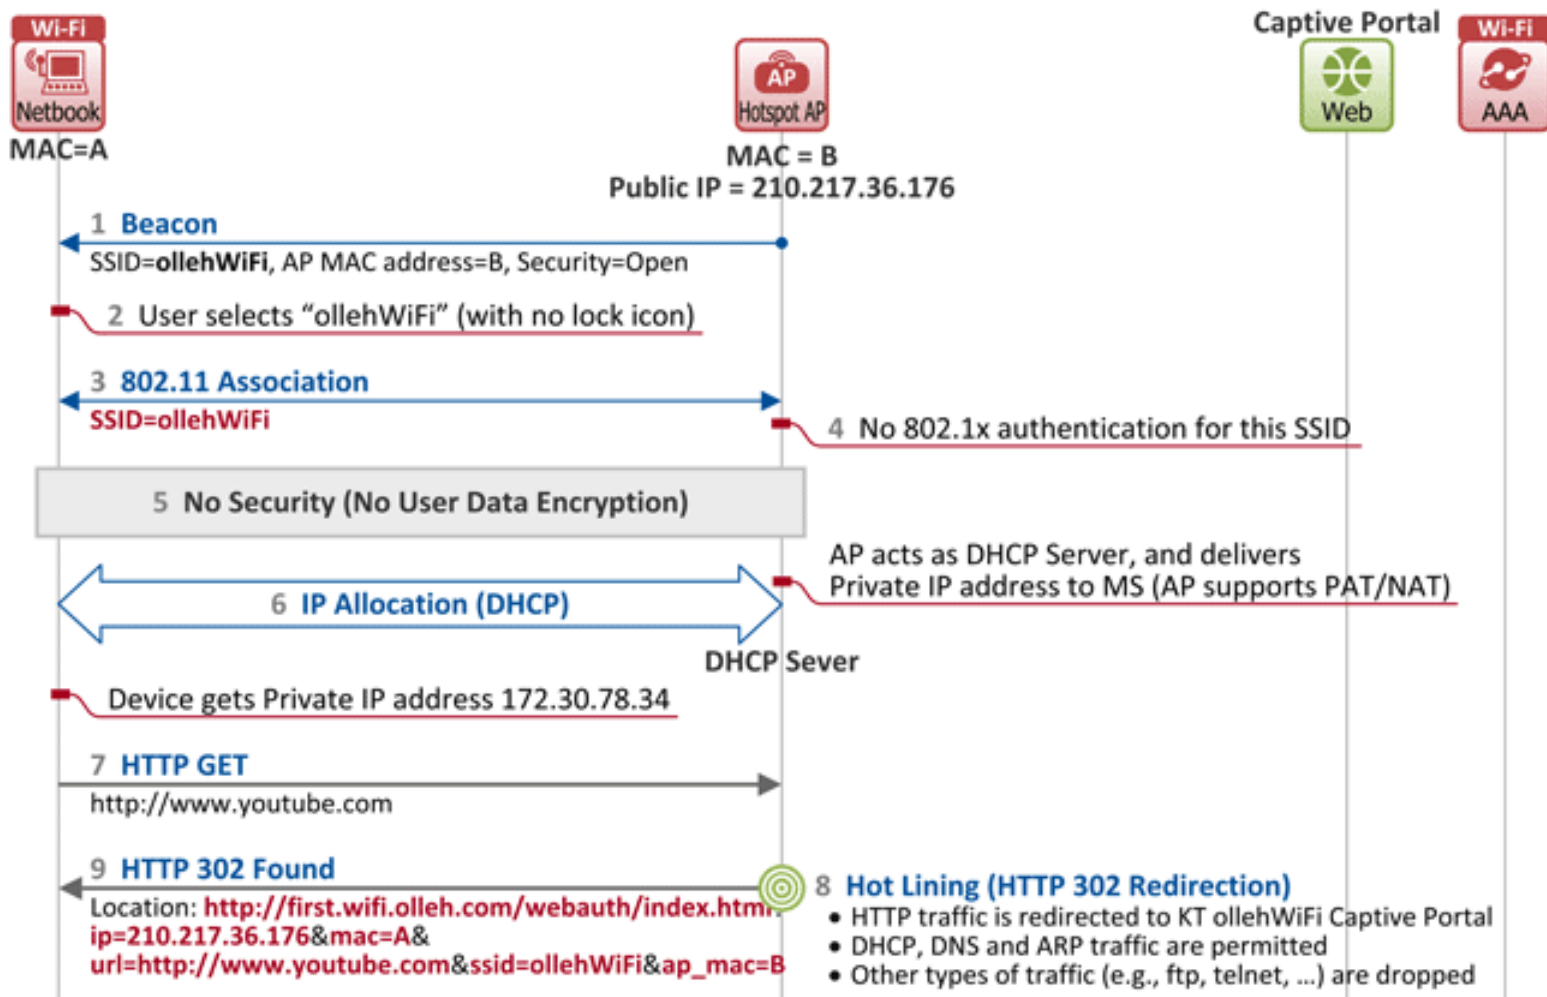 Captive Portal
Wi-Fi
Wi-Fi
Netbook
AP
Hotspot AP
Web
AAA
MAC=A
MAC = B
Public IP = 210.217.36.176
1 Beacon
SSID=ollehWiFi, AP MAC address=B, Security=Open
2 User selects “ollehWiFi” (with no lock icon)
3 802.11 Association
SSID=ollehWiFi
4 No 802.1x authentication for this SSID
5 No Security (No User Data Encryption)
AP acts as DHCP Server, and delivers
Private IP address to MS (AP supports PAT/NAT)
6 IP Allocation (DHCP)
DHCP Sever
Device gets Private IP address 172.30.78.34
7 HTTP GET
http://www.youtube.com
9 HTTP 302 Found
Location: http://first.wifi.olleh.com/webauth/index.html?
ip=210.217.36.176&mac=A&
url=http://www.youtube.com&ssid=ollehWiFi&ap_mac=B
8 Hot Lining (HTTP 302 Redirection)
• HTTP traffic is redirected to KT ollehWiFi Captive Portal
• DHCP, DNS and ARP traffic are permitted
• Other types of traffic (e.g., ftp, telnet, ...) are dropped